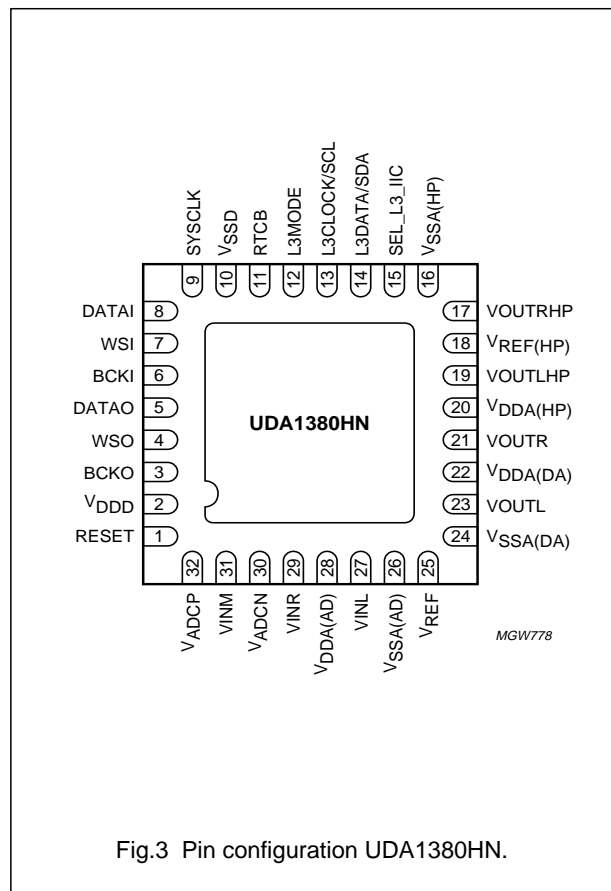 SYSCLK
VSSD
RTCB
L3MODE
L3CLOCK/SCL
L3DATA/SDA
SEL_L3_IIC
VSSA(HP)
9 10 11 12 13 14 15 16
DATAI 8
WSI 7
BCKI 6
DATAO 5
WSO 4
BCKO 3
VDDD 2
RESET 1
UDA1380HN
17 VOUTRHP
18 VREF(HP)
19 VOUTLHP
20 VDDA(HP)
21 VOUTR
22 VDDA(DA)
23 VOUTL
24 VSSA(DA)
32 31 30 29 28 27 26 25
VADCP
VINM
VADCN
VINR
VDDA(AD)
VINL
VSSA(AD)
VREF
MGW778
Fig.3 Pin configuration UDA1380HN.